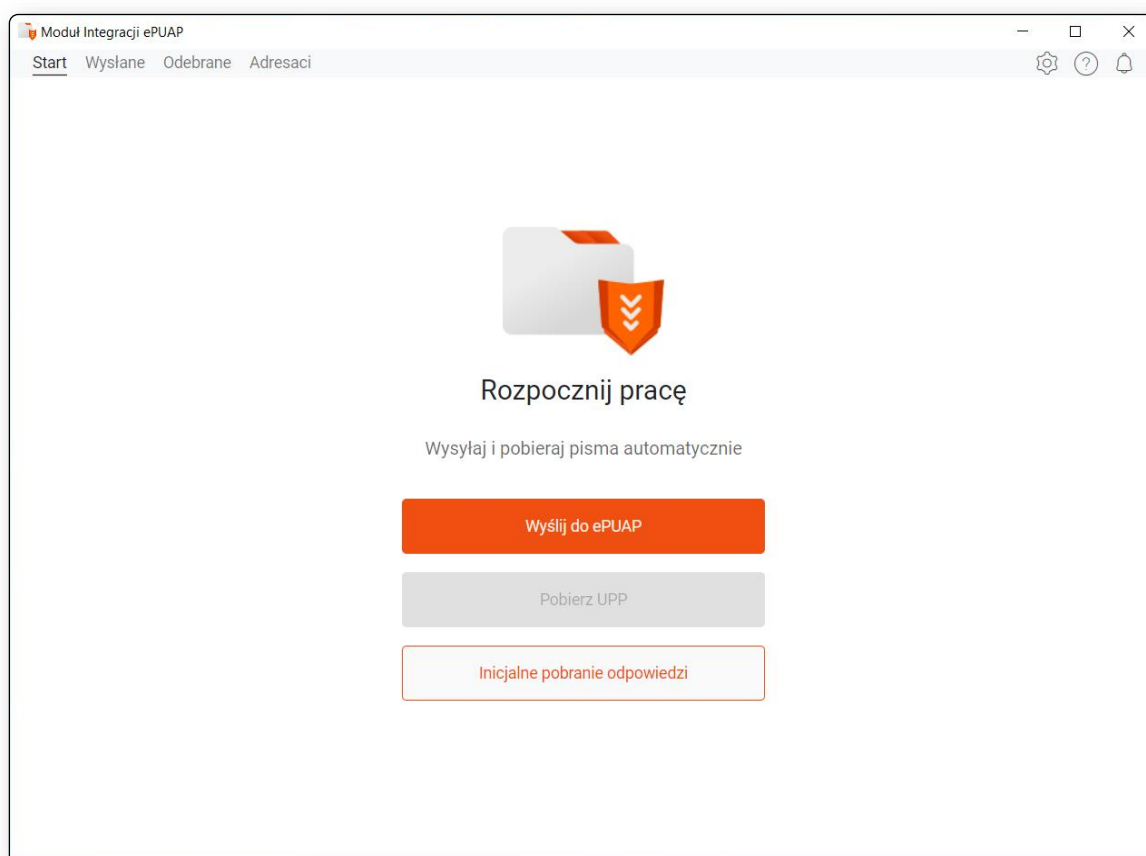 Moduł Integracji ePUAP
Start Wysłane Odebrane Adresaci
Rozpocznij pracę
Wysyłaj i pobieraj pisma automatycznie
Wyślij do ePUAP
Pobierz UPP
Inicjalne pobranie odpowiedzi